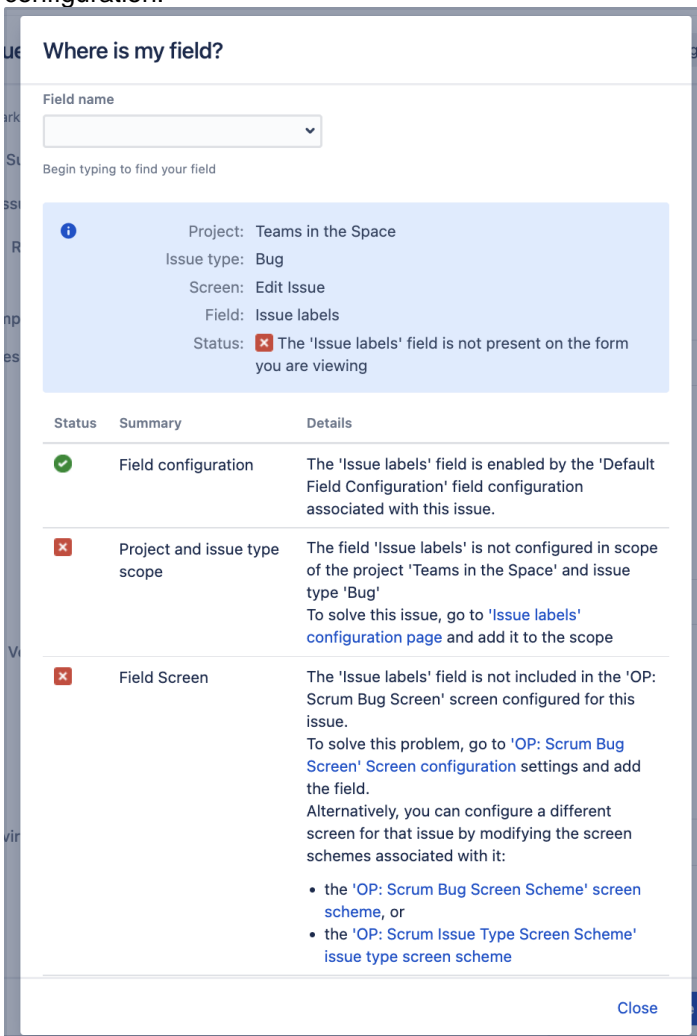 configuration.
Where is my field?
Field name
Begin typing to find your field
Project: Teams in the Space
Issue type: Bug
Screen: Edit Issue
Field: Issue labels
Status: The 'Issue labels' field is not present on the form
you are viewing
Status Summary Details
Field configuration The 'Issue labels' field is enabled by the 'Default
Field Configuration' field configuration
associated with this issue.
Project and issue type The field 'Issue labels' is not configured in scope
scope of the project 'Teams in the Space' and issue
type 'Bug'
To solve this issue, go to 'Issue labels'
configuration page and add it to the scope
Field Screen The 'Issue labels' field is not included in the 'OP:
Scrum Bug Screen' screen configured for this
issue.
To solve this problem, go to 'OP: Scrum Bug
Screen' Screen configuration settings and add
the field.
Alternatively, you can configure a different
screen for that issue by modifying the screen
schemes associated with it:
• the 'OP: Scrum Bug Screen Scheme' screen
scheme, or
• the 'OP: Scrum Issue Type Screen Scheme'
issue type screen scheme
Close